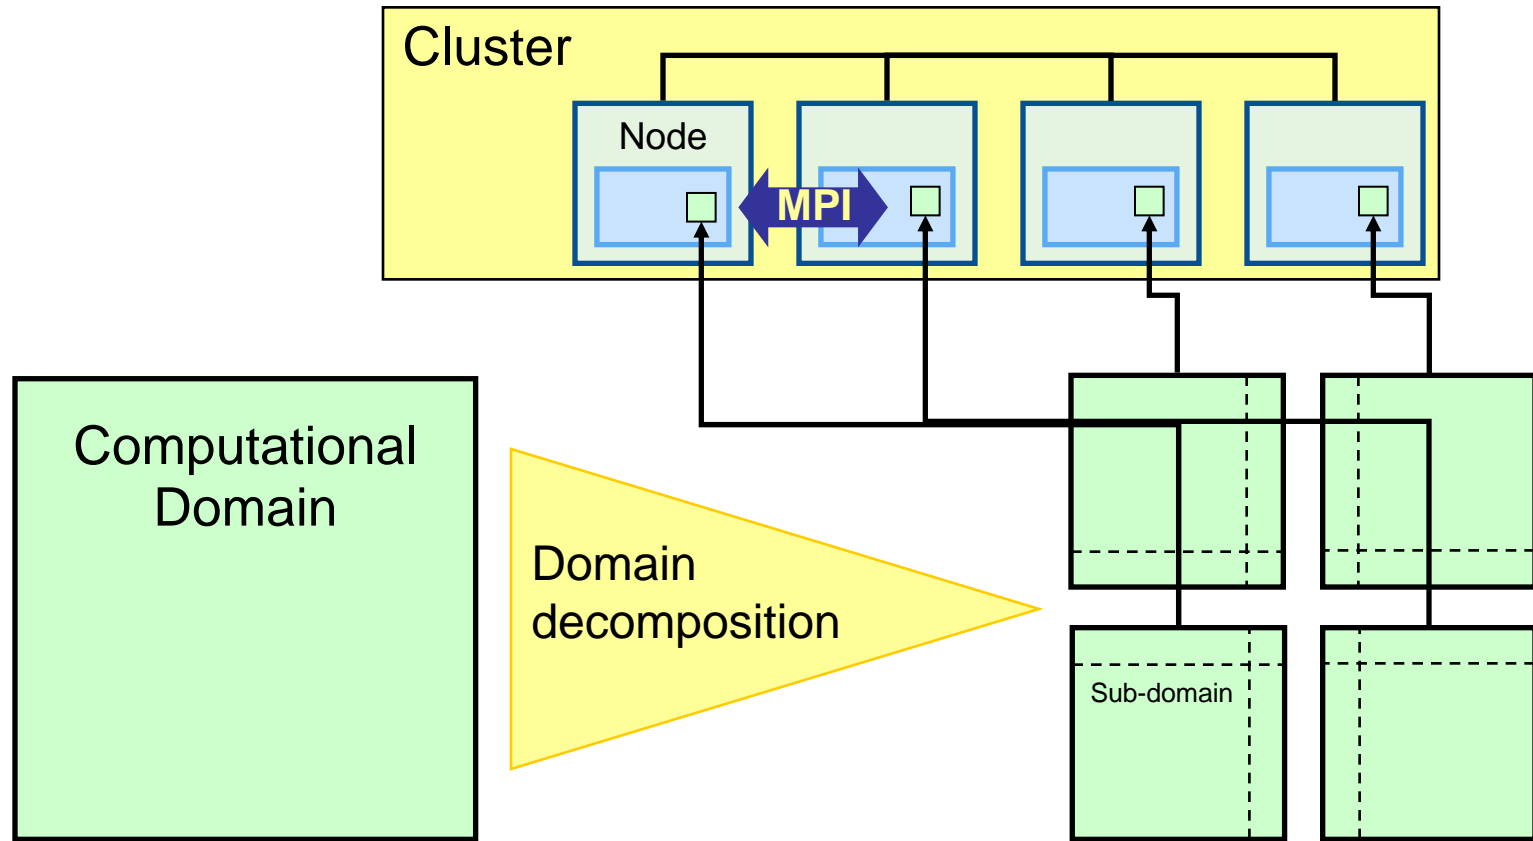 Cluster
Node
MPI
Computational
Domain
Domain
decomposition
Sub-domain